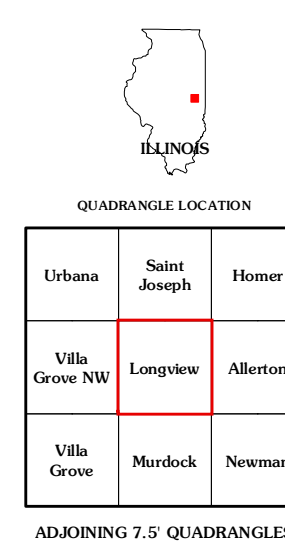 ILLINOIS
QUADRANGLE LOCATION
Urbana
Saint
Joseph
Homer
Villa
Grove NW
Longview
Allerton
Villa
Grove
Murdock
Newman
ADJOINING 7.5' QUADRANGLES